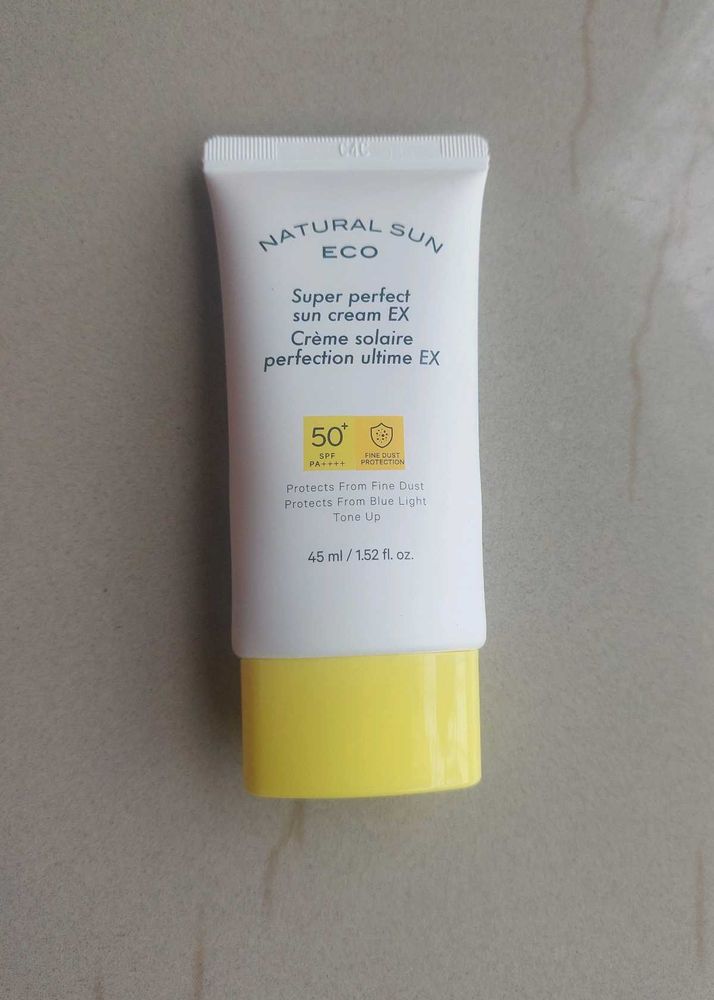 C4C
NATURAL SUN
ECO
Super perfect
sun cream EX
Crème solaire
perfection ultime EX
50+
SPF
PA++++
FINE DUST
PROTECTION
Protects From Fine Dust
Protects From Blue Light
Tone Up
45 ml / 1.52 fl. oz.